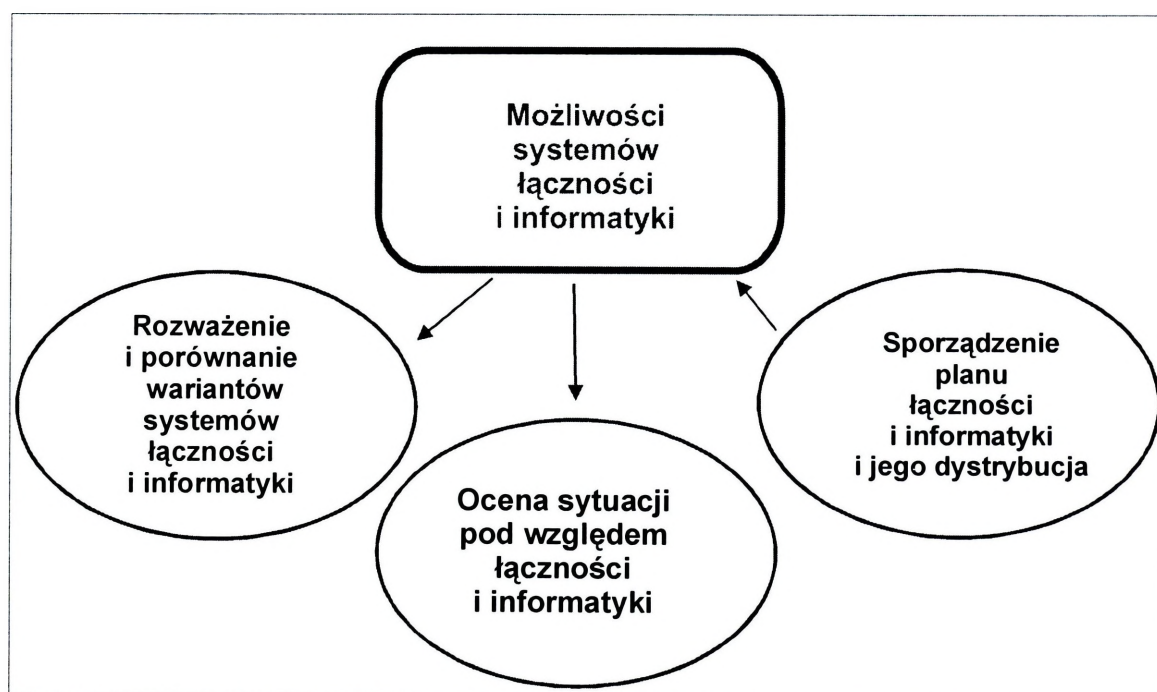 Możliwości
systemów
łączności
i informatyki
Rozważenie
i porównanie
wariantów
systemów
łączności
i informatyki
Ocena sytuacji
pod względem
łączności
i informatyki
Sporządzenie
planu
łączności
i informatyki
i jego dystrybucja